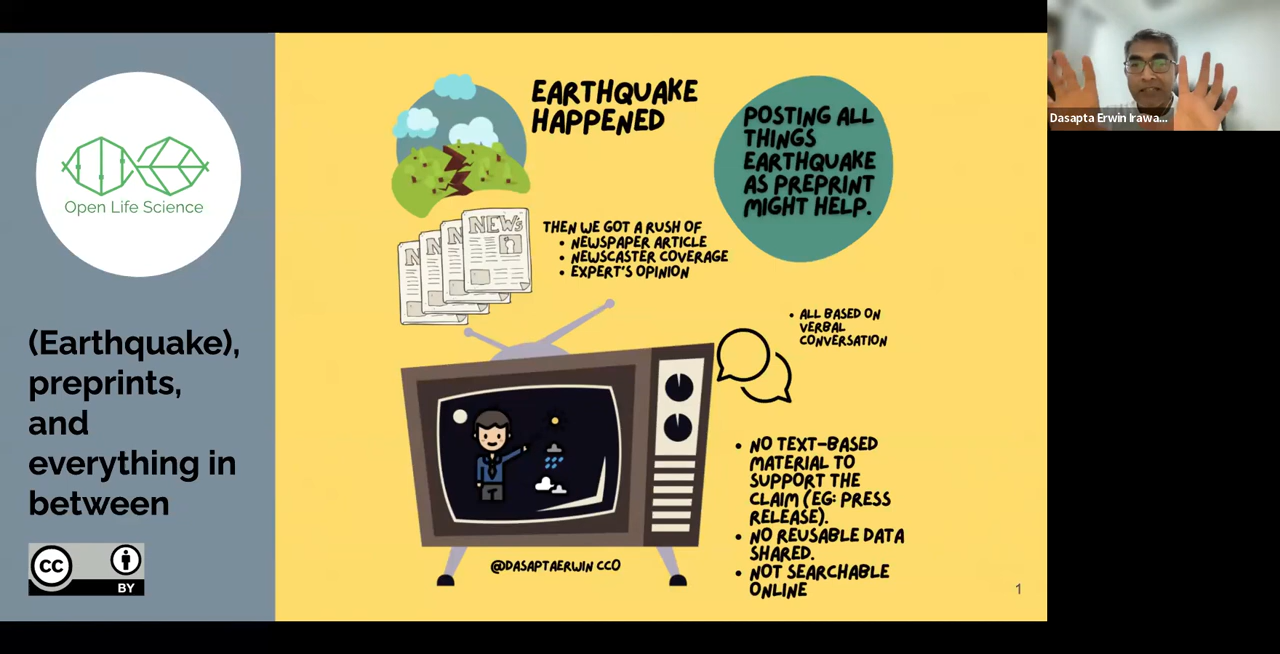 Open Life Science
(Earthquake),
preprints,
and
everything in
between
CC
BY
EARTHQUAKE
HAPPENED
POSTING ALL
THINGS
EARTHQUAKE
AS PREPRINT
MIGHT HELP.
NEWS
THEN WE GOT A RUSH OF
• NEWSPAPER ARTICLE
• NEWSCASTER COVERAGE
• EXPERT'S OPINION
• ALL BASED ON
VERBAL
CONVERSATION
• NO TEXT-BASED
MATERIAL TO
SUPPORT THE
CLAIM (EG: PRESS
RELEASE).
• NO REUSABLE DATA
SHARED.
• NOT SEARCHABLE
ONLINE
@DASAPTAERWIN CC0
1
Dasapta Erwin Irawa...